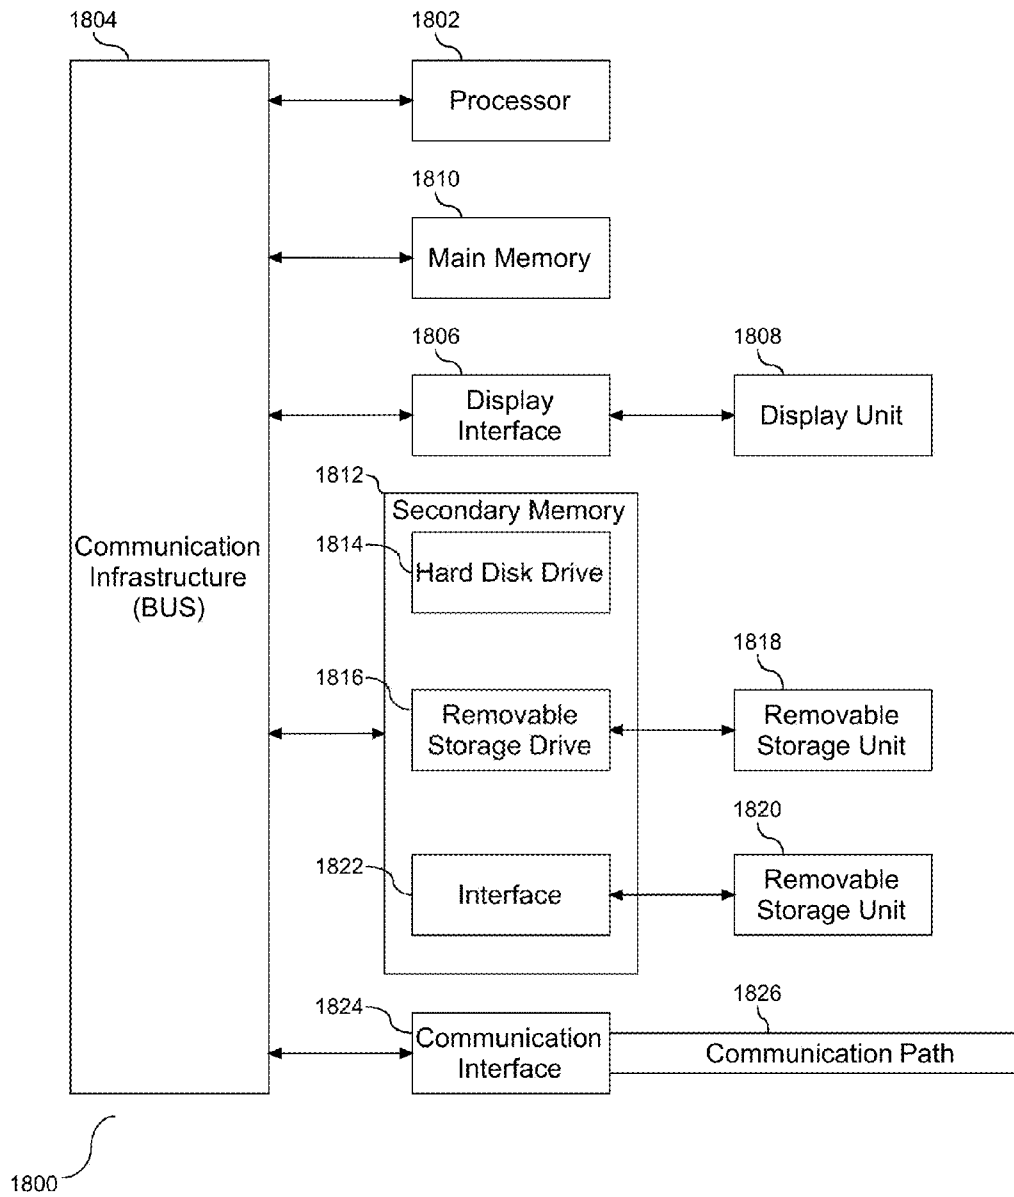 1804
1802
Processor
1810
Main Memory
1806
1808
Display
Interface
Display Unit
1812
Secondary Memory
1814
Hard Disk Drive
Communication
Infrastructure
(BUS)
1816
Removable
Storage Drive
1818
Removable
Storage Unit
1822
Interface
1820
Removable
Storage Unit
1824
Communication
Interface
1826
Communication Path
1800